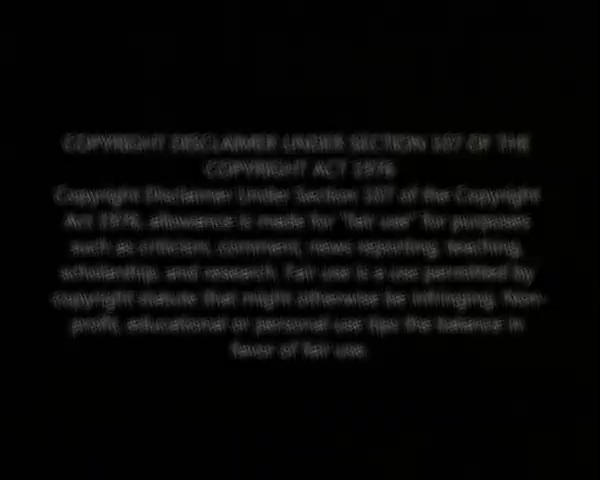 COPYRIGHT DISCLAIMER UNDER SECTION 107 OF THE
COPYRIGHT ACT 1976
Copyright Disclaimer Under Section 107 of the Copyright
Act 1976, allowance is made for "fair use" for purposes
such as criticism, comment, news reporting, teaching,
scholarship, and research. Fair use is a use permitted by
copyright statute that might otherwise be infringing.
profit, educational or personal use tips the balance in
favor of fair use.